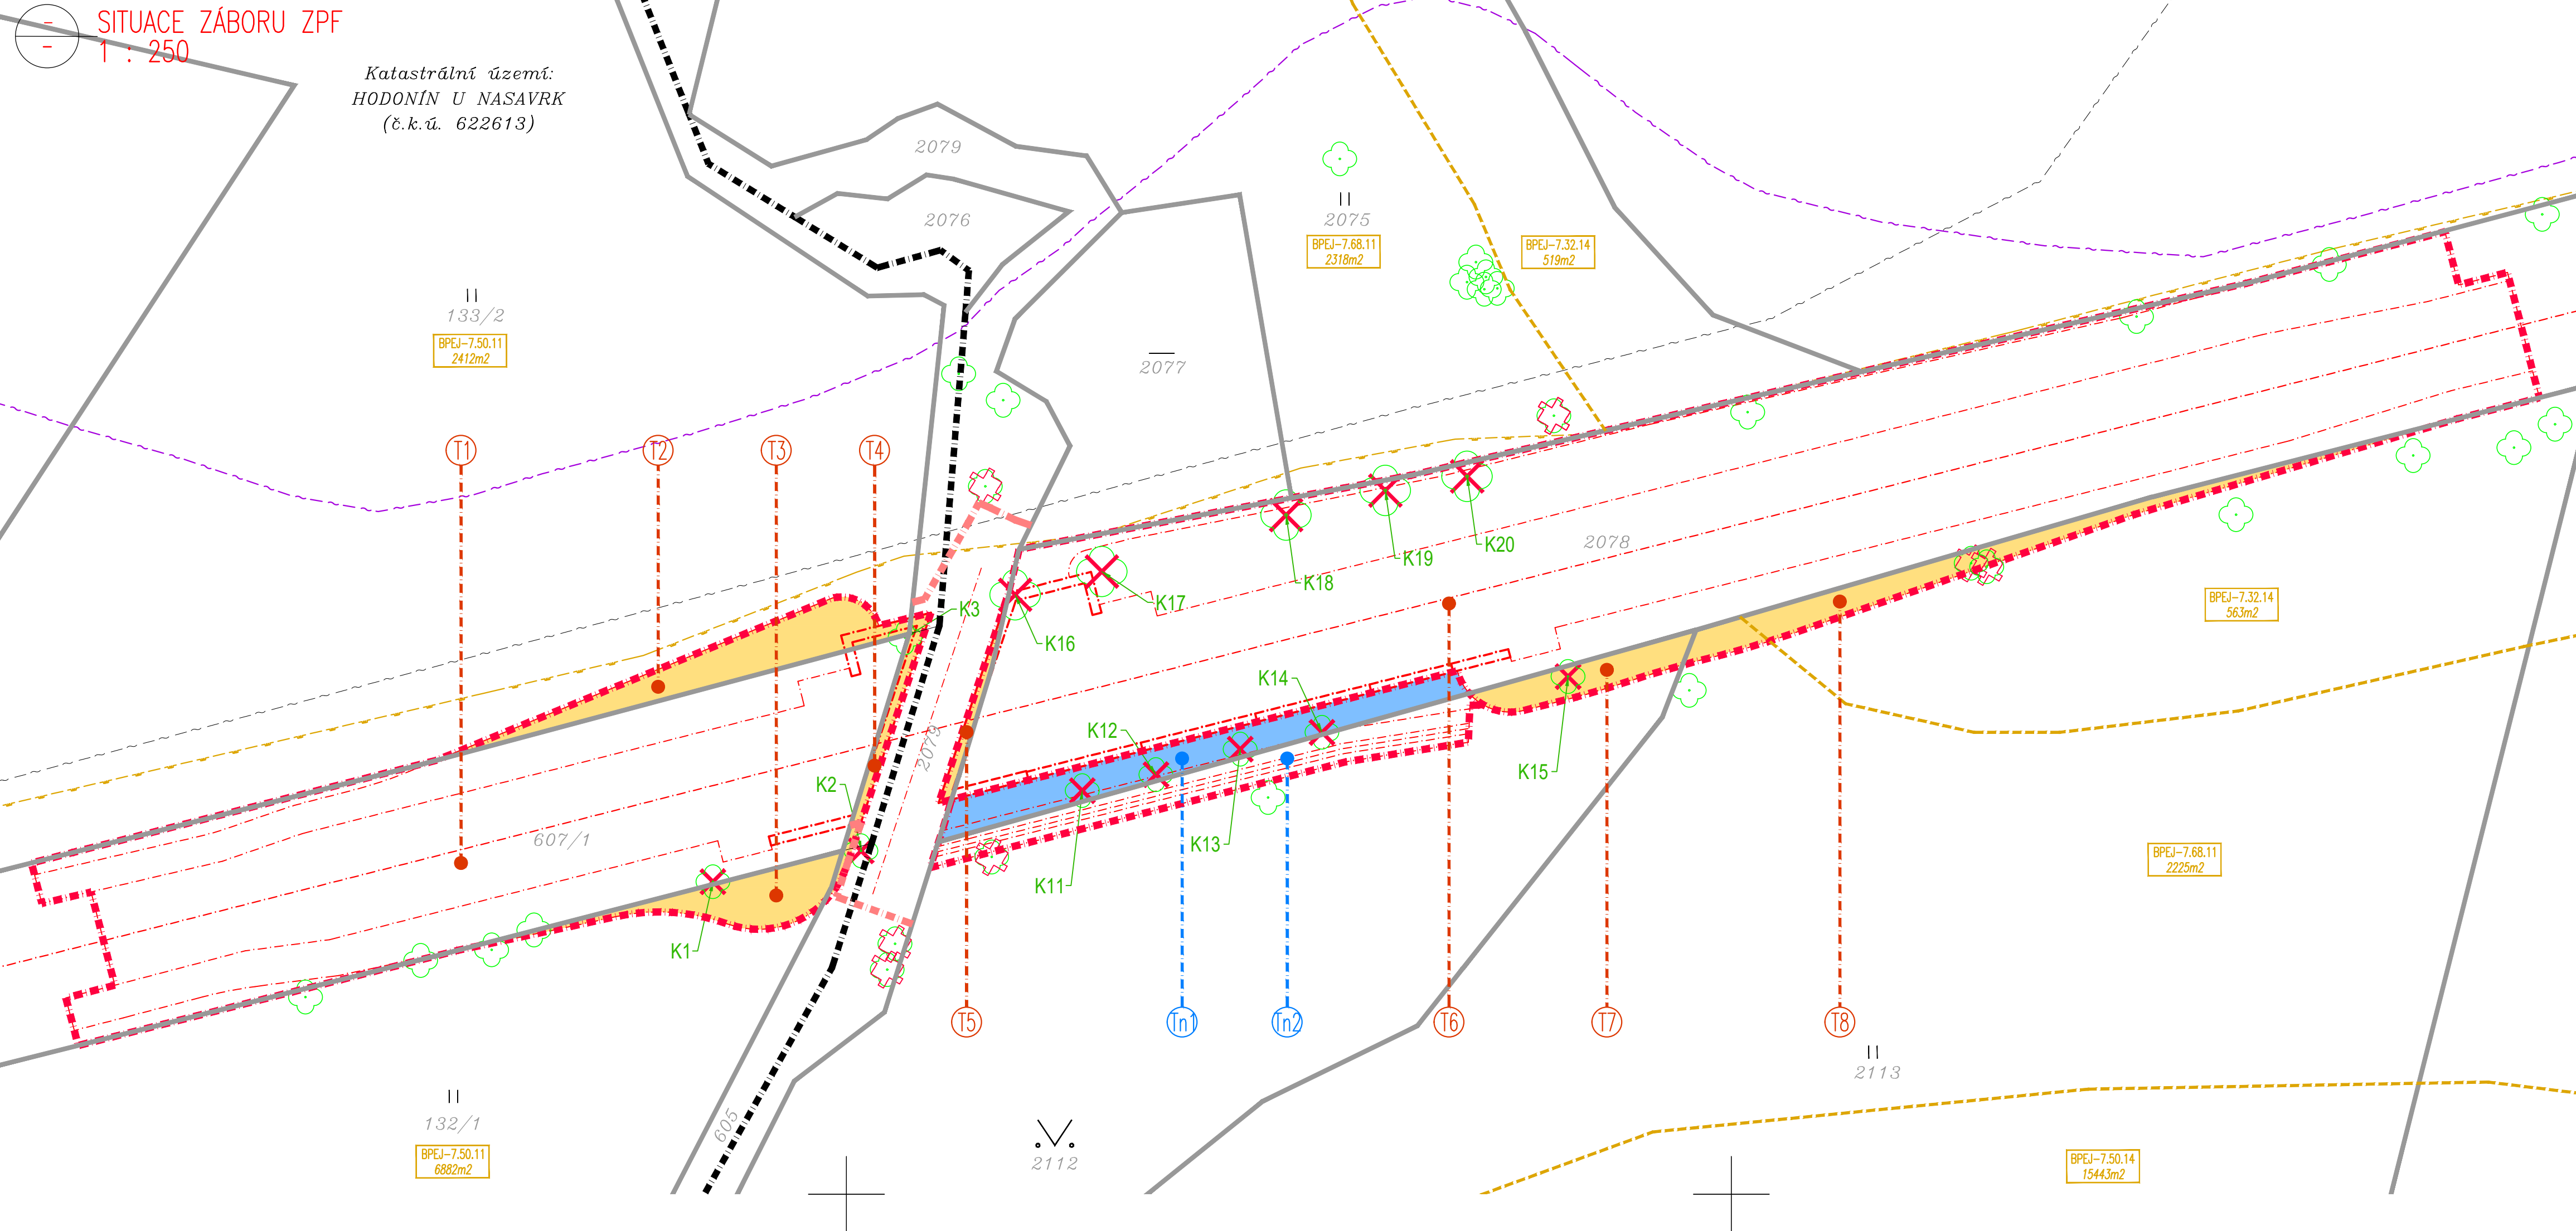 SITUACE ZÁBORU ZPF
1 : 250
Katastrální území:
HODONÍN U NASAVRK
(č.k.ú. 622613)
2079
2076
2075
BPEJ-7.68.11
2318m2
BPEJ-7.32.14
519m2
133/2
BPEJ-7.50.11
2412m2
2077
T1
T2
T3
T4
K3
K16
K17
K18
K19
K20
2078
BPEJ-7.32.14
563m2
K14
K12
K2
2079
K15
K13
K11
K1
607/1
BPEJ-7.68.11
2225m2
T5
Tn1
Tn2
T6
T7
T8
2113
132/1
BPEJ-7.50.11
6882m2
605
2112
BPEJ-7.50.14
15443m2